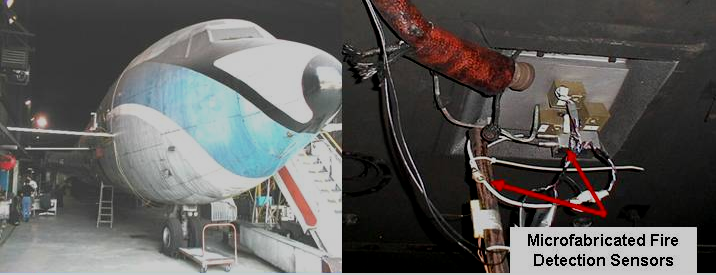 Microfabricated Fire
Detection Sensors